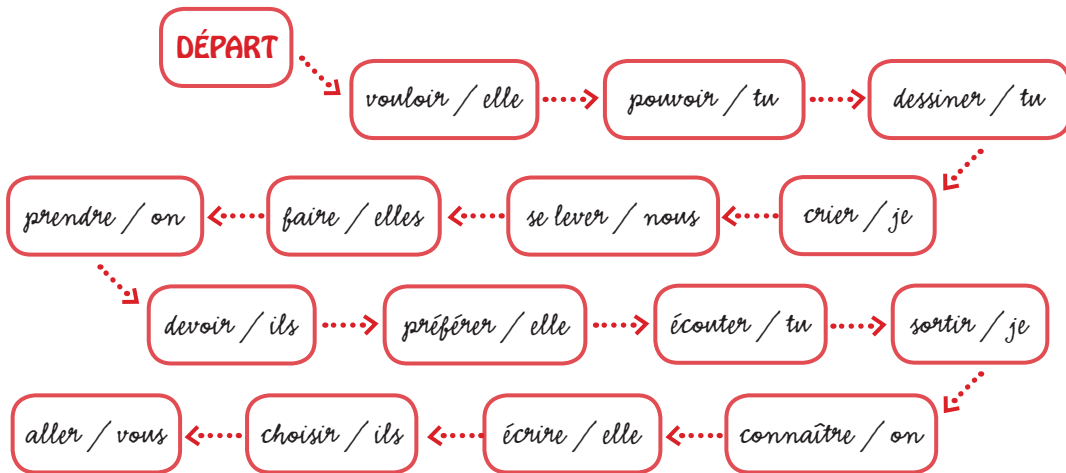 DÉPART
vouloir / elle
pouvoir / tu
dessiner / tu
crier / je
se lever / nous
faire / elles
prendre / on
devoir / ils
préférer / elle
écouter / tu
sortir / je
connaître / on
écrire / elle
choisir / ils
aller / vous